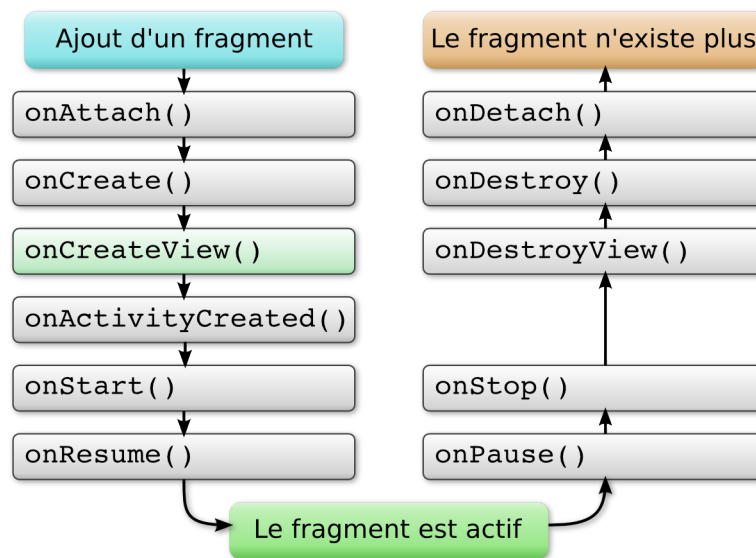 Ajout d'un fragment
onAttach()
onCreate()
onCreateView()
onActivityCreated()
onStart()
onResume()
Le fragment est actif
onPause()
onStop()
onDestroyView()
onDestroy()
onDetach()
Le fragment n'existe plus